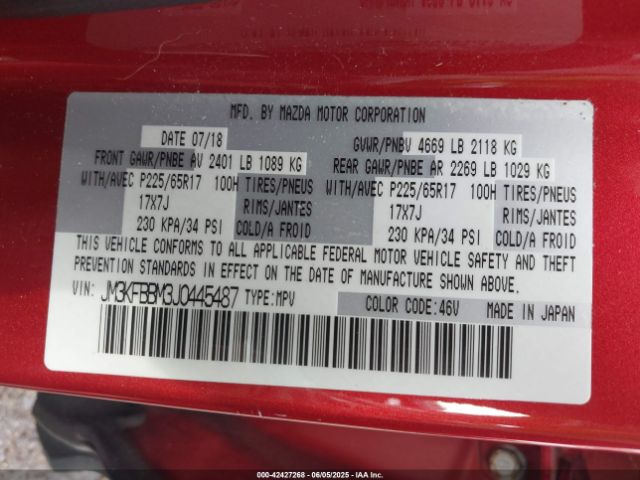 MFD. BY MAZDA MOTOR CORPORATION
DATE 07/18 GVWR/PNBV 4669 LB 2118 KG
FRONT GAWR/PNBE AV 2401 LB 1089 KG REAR GAWR/PNBE AR 2269 LB 1029 KG
WITH/AVEC P225/65R17 100H TIRES/PNEUS WITH/AVEC P225/65R17 100H TIRES/PNEUS
17X7J RIMS/JANTES 17X7J RIMS/JANTES
230 KPA/34 PSI COLD/A FROID 230 KPA/34 PSI COLD/A FROID
THIS VEHICLE CONFORMS TO ALL APPLICABLE FEDERAL MOTOR VEHICLE SAFETY AND THEFT
PREVENTION STANDARDS IN EFFECT ON THE DATE OF MANUFACTURE SHOWN ABOVE.
VIN: JM3KFBBM3J0445487 TYPE:MPV COLOR CODE:46V MADE IN JAPAN
00-42427268 - 06/05/2025 - IAA Inc.